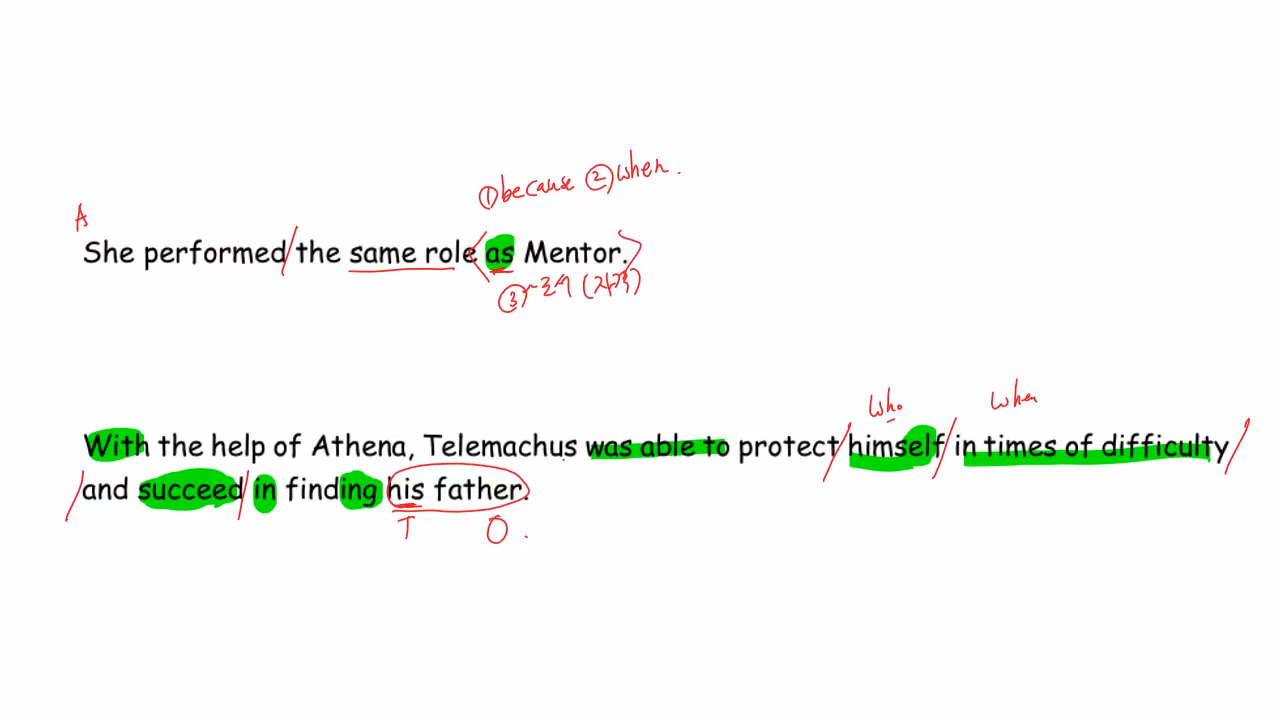 ①because ②when.
A
She performed the same role as Mentor.
③~로서 (자격)
who when
With the help of Athena, Telemachus was able to protect himself in times of difficulty
and succeed in finding his father.
T O.